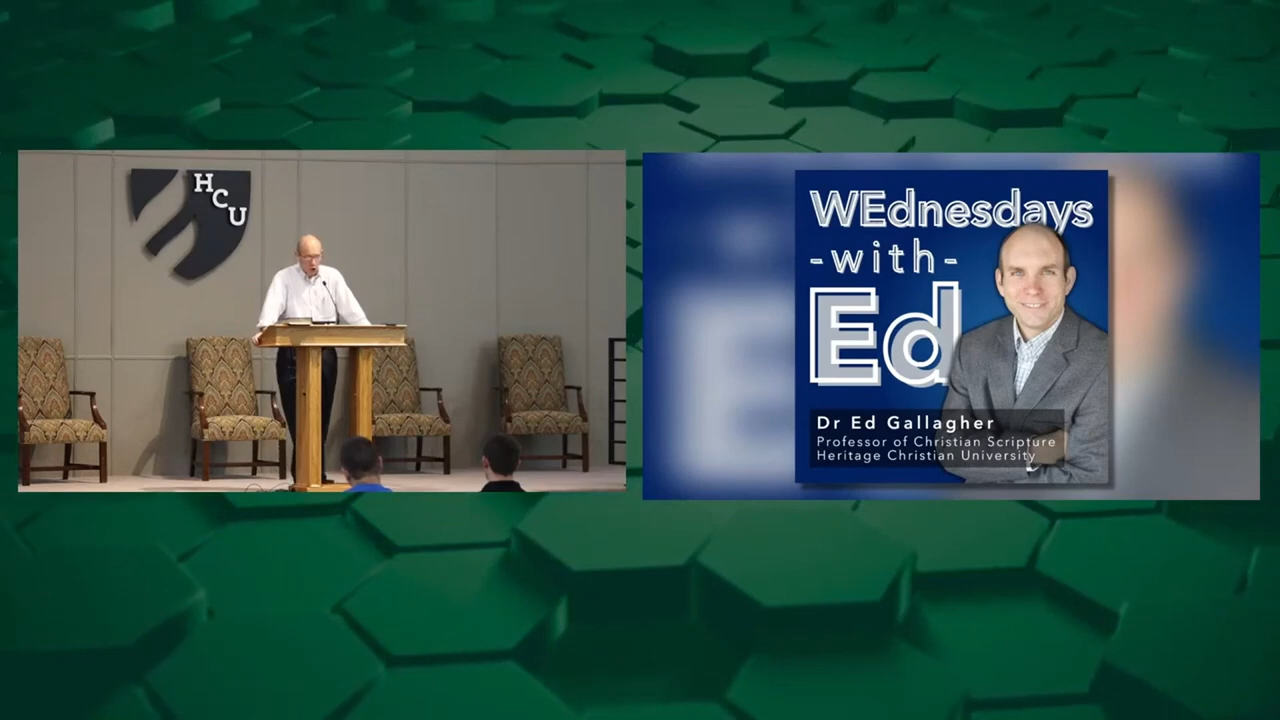 HCU
WEdnesdays
-with-
Ed
Dr Ed Gallagher
Professor of Christian Scripture
Heritage Christian University